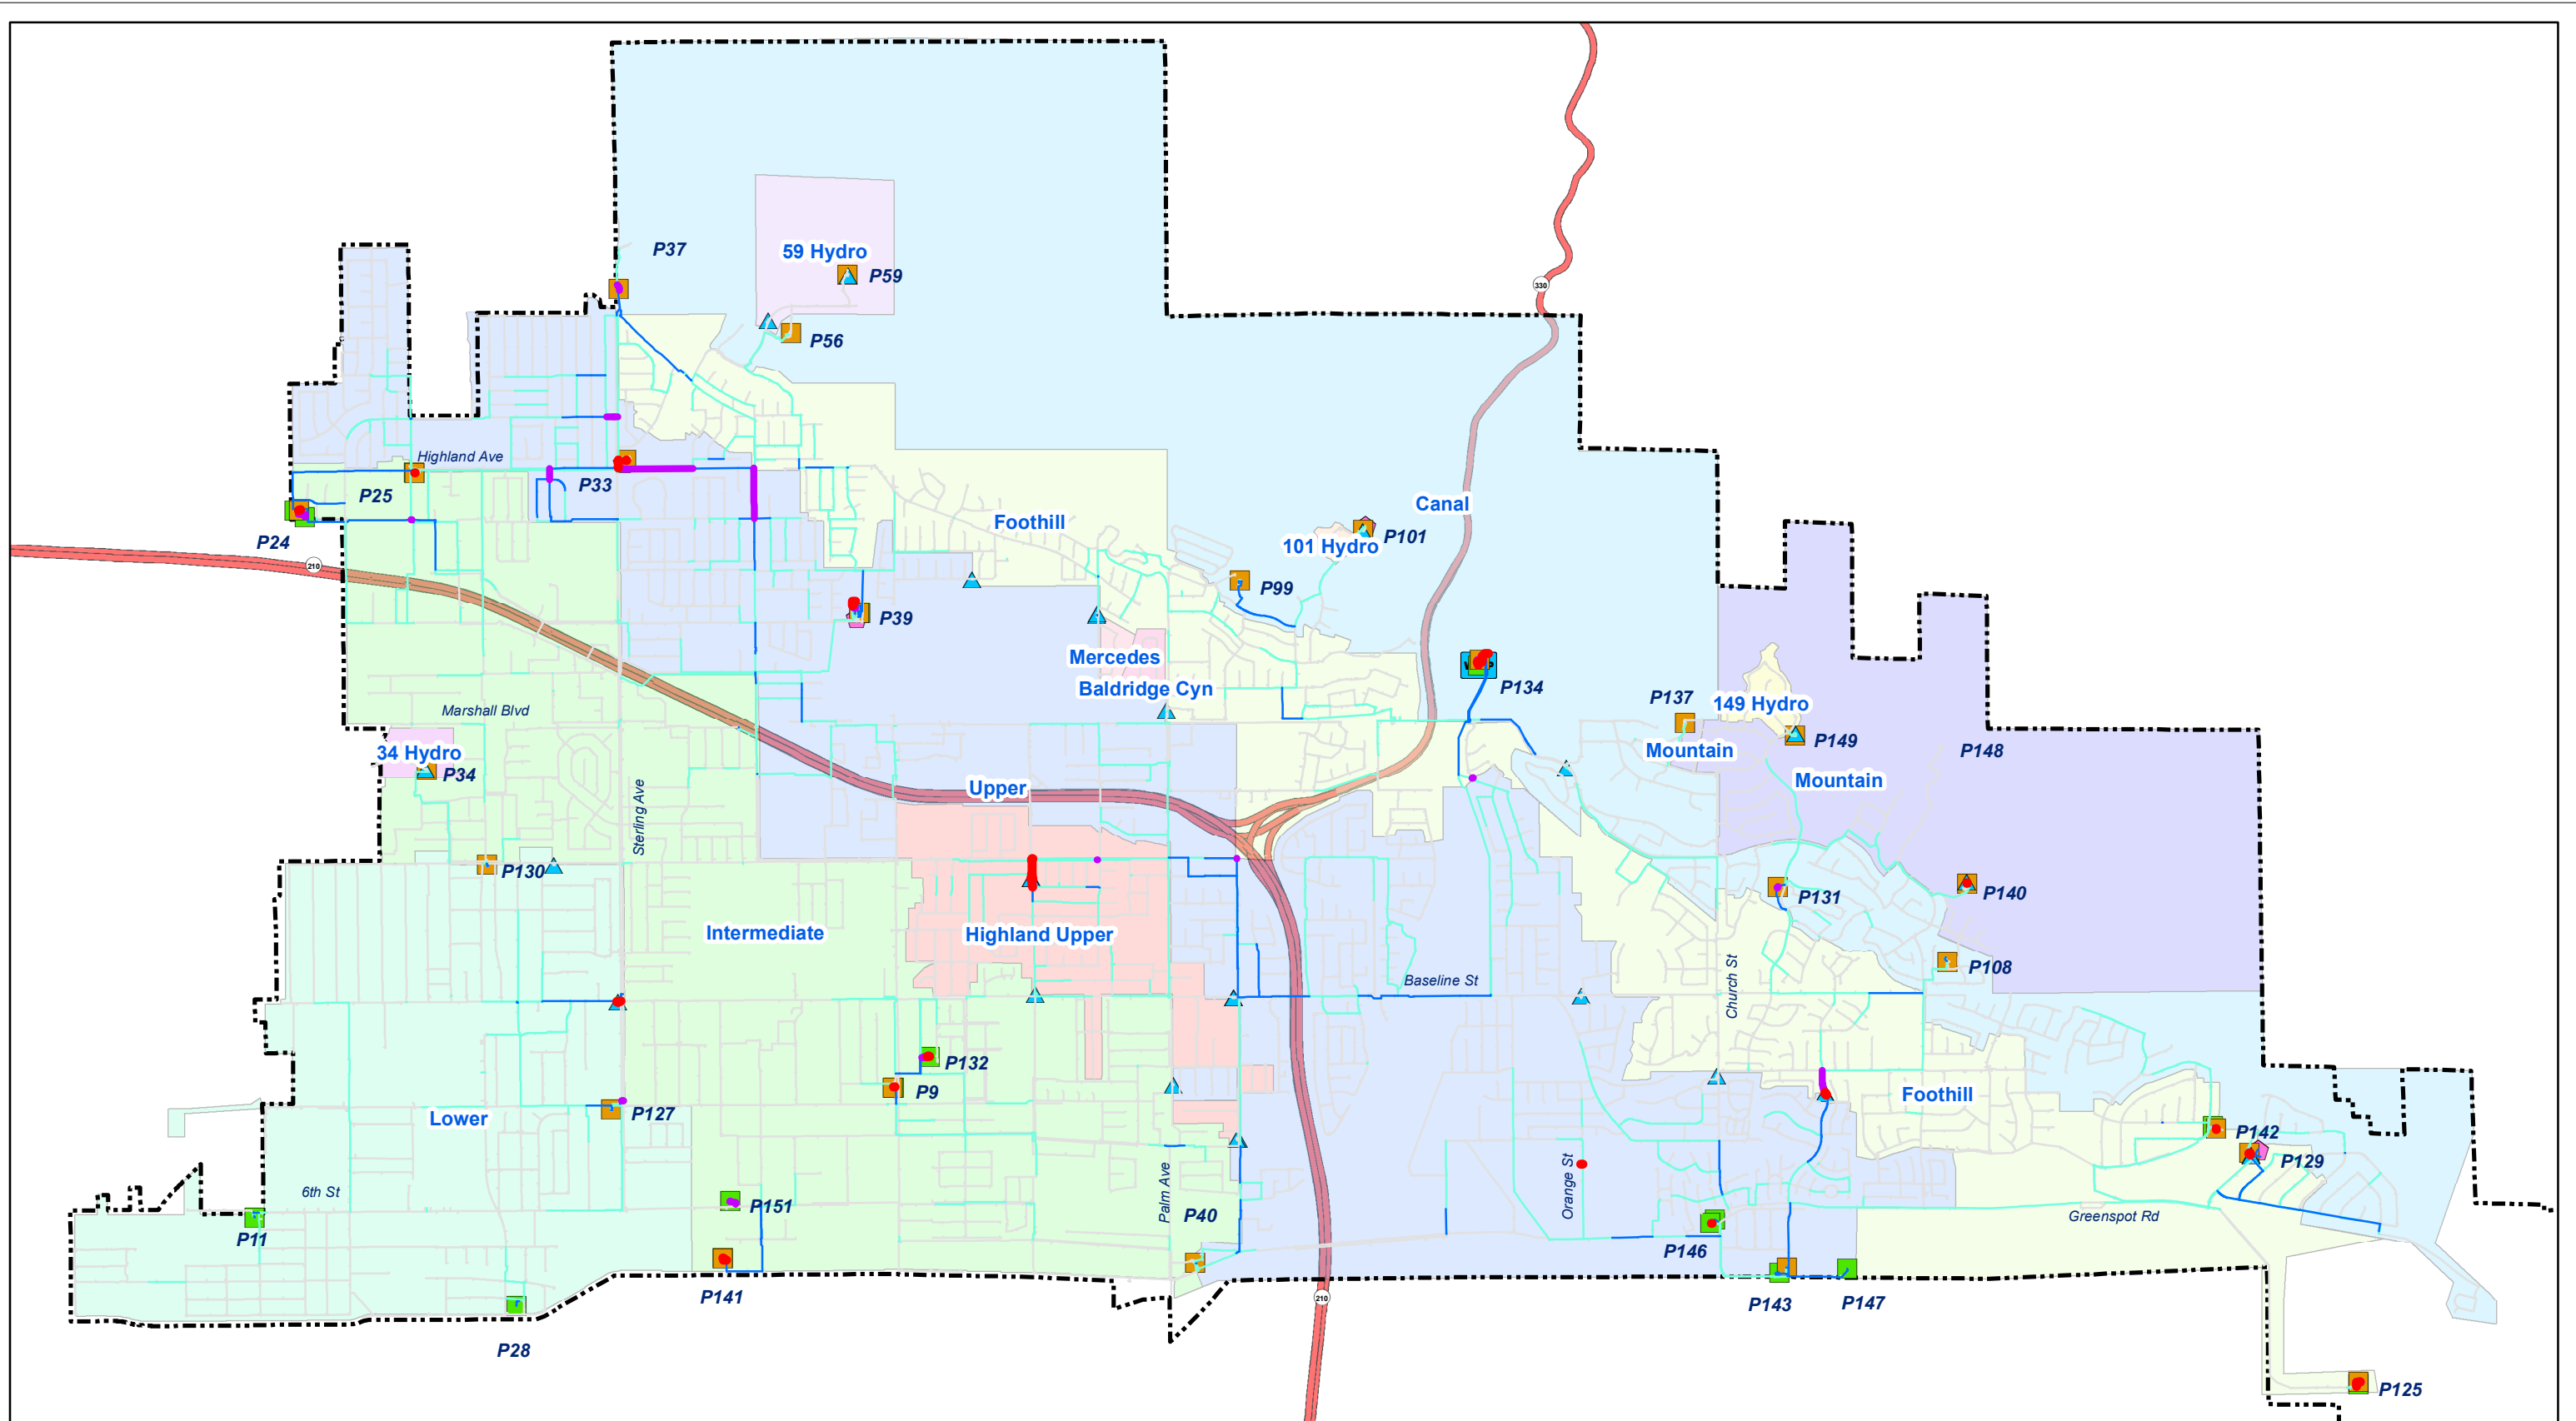 P37
59 Hydro
P59
330
P56
Highland Ave
P33
P25
Canal
Foothill
P101
101 Hydro
P24
210
P99
P39
Mercedes
Baldridge Cyn
P134
P137
149 Hydro
Marshall Blvd
P149
Mountain
P148
34 Hydro
P34
Mountain
Upper
Sterling Ave
P130
P140
P131
Intermediate
Highland Upper
P108
Baseline St
Church St
P132
P9
Foothill
P127
Lower
P142
P129
6th St
Orange St
Palm Ave
P151
P40
Greenspot Rd
P11
P146
P141
P143
P147
210
P28
P125